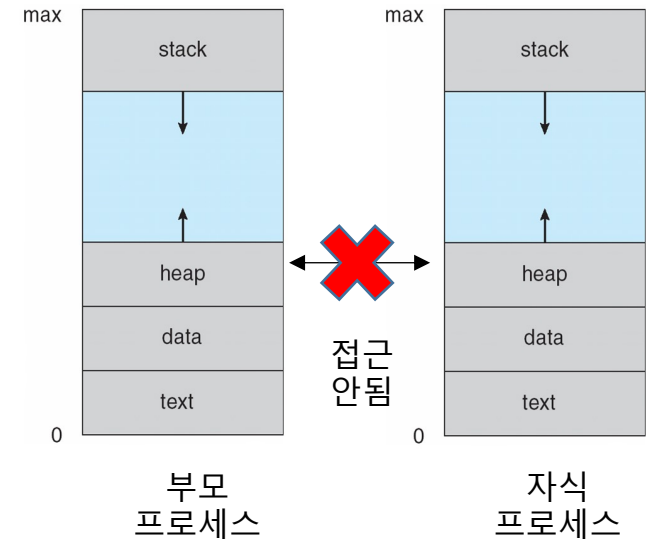 max
stack
heap
data
text
0
부모
프로세스
접근
안됨
max
stack
heap
data
text
0
자식
프로세스